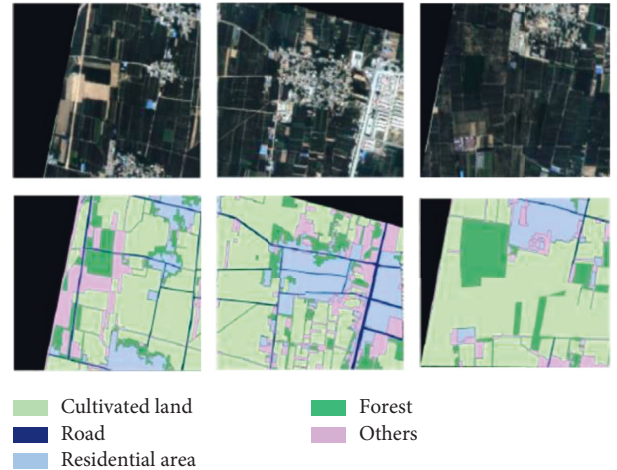 Cultivated land
Road
Residential area
Forest
Others